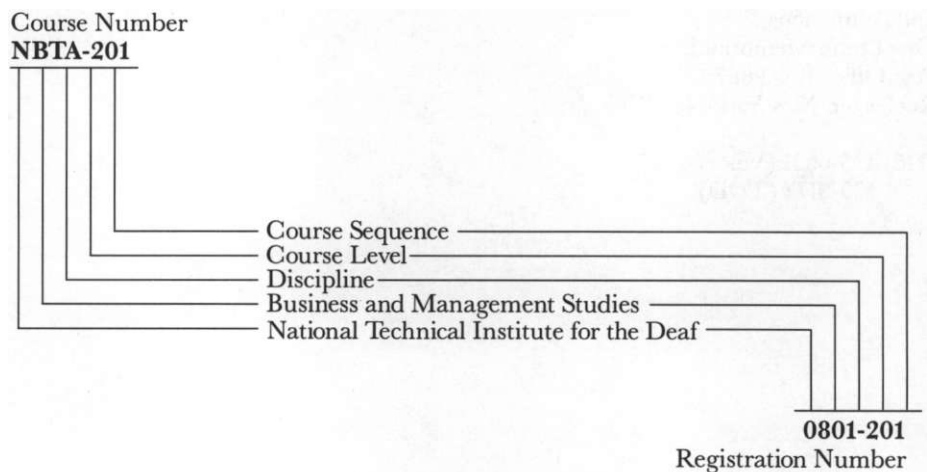 Course Number
NBTA-201
Course Sequence
Course Level
Discipline
Business and Management Studies
National Technical Institute for the Deaf
0801-201
Registration Number